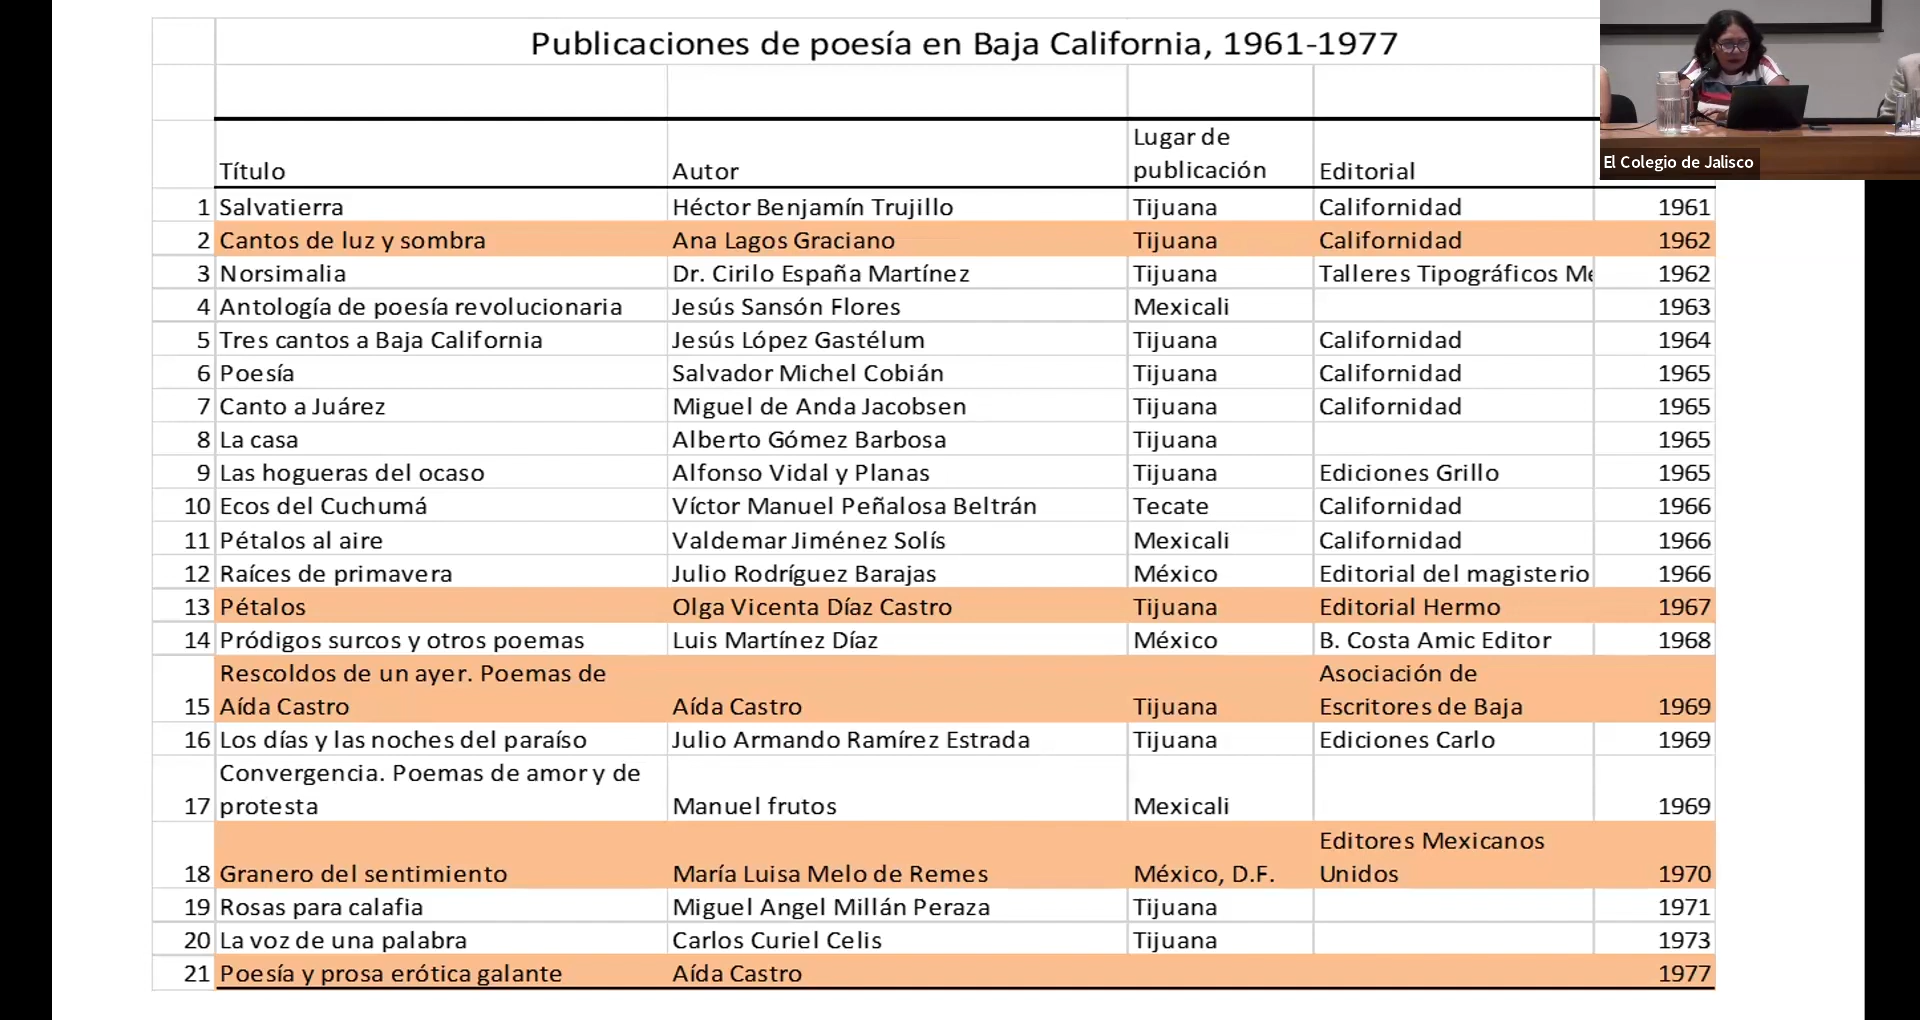 Publicaciones de poesía en Baja California, 1961-1977
El Colegio de Jalisco
Título Autor Lugar de publicación Editorial
1 Salvatierra Héctor Benjamín Trujillo Tijuana Californidad 1961
2 Cantos de luz y sombra Ana Lagos Graciano Tijuana Californidad 1962
3 Norsimalia Dr. Cirilo España Martínez Tijuana Talleres Tipográficos 1962
4 Antología de poesía revolucionaria Jesús Sansón Flores Mexicali 1963
5 Tres cantos a Baja California Jesús López Gastélum Tijuana Californidad 1964
6 Poesía Salvador Michel Cobián Tijuana Californidad 1965
7 Canto a Juárez Miguel de Anda Jacobsen Tijuana Californidad 1965
8 La casa Alberto Gómez Barbosa Tijuana 1965
9 Las hogueras del ocaso Alfonso Vidal y Planas Tijuana Ediciones Grillo 1965
10 Ecos del Cuchumá Víctor Manuel Peñalosa Beltrán Tecate Californidad 1966
11 Pétalos al aire Valdemar Jiménez Solís Mexicali Californidad 1966
12 Raíces de primavera Julio Rodríguez Barajas México Editorial del magisterio 1966
13 Pétalos Olga Vicenta Díaz Castro Tijuana Editorial Hermo 1967
14 Pródigos surcos y otros poemas Luis Martínez Díaz México B. Costa Amic Editor 1968
Rescoldos de un ayer. Poemas de Asociación de
15 Aída Castro Aída Castro Tijuana Escritores de Baja 1969
16 Los días y las noches del paraíso Julio Armando Ramírez Estrada Tijuana Ediciones Carlo 1969
Convergencia. Poemas de amor y de
17 protesta Manuel frutos Mexicali 1969
Editores Mexicanos
18 Granero del sentimiento María Luisa Melo de Remes México, D.F. Unidos 1970
19 Rosas para calafia Miguel Angel Millán Peraza Tijuana 1971
20 La voz de una palabra Carlos Curiel Celis Tijuana 1973
21 Poesía y prosa erótica galante Aída Castro 1977